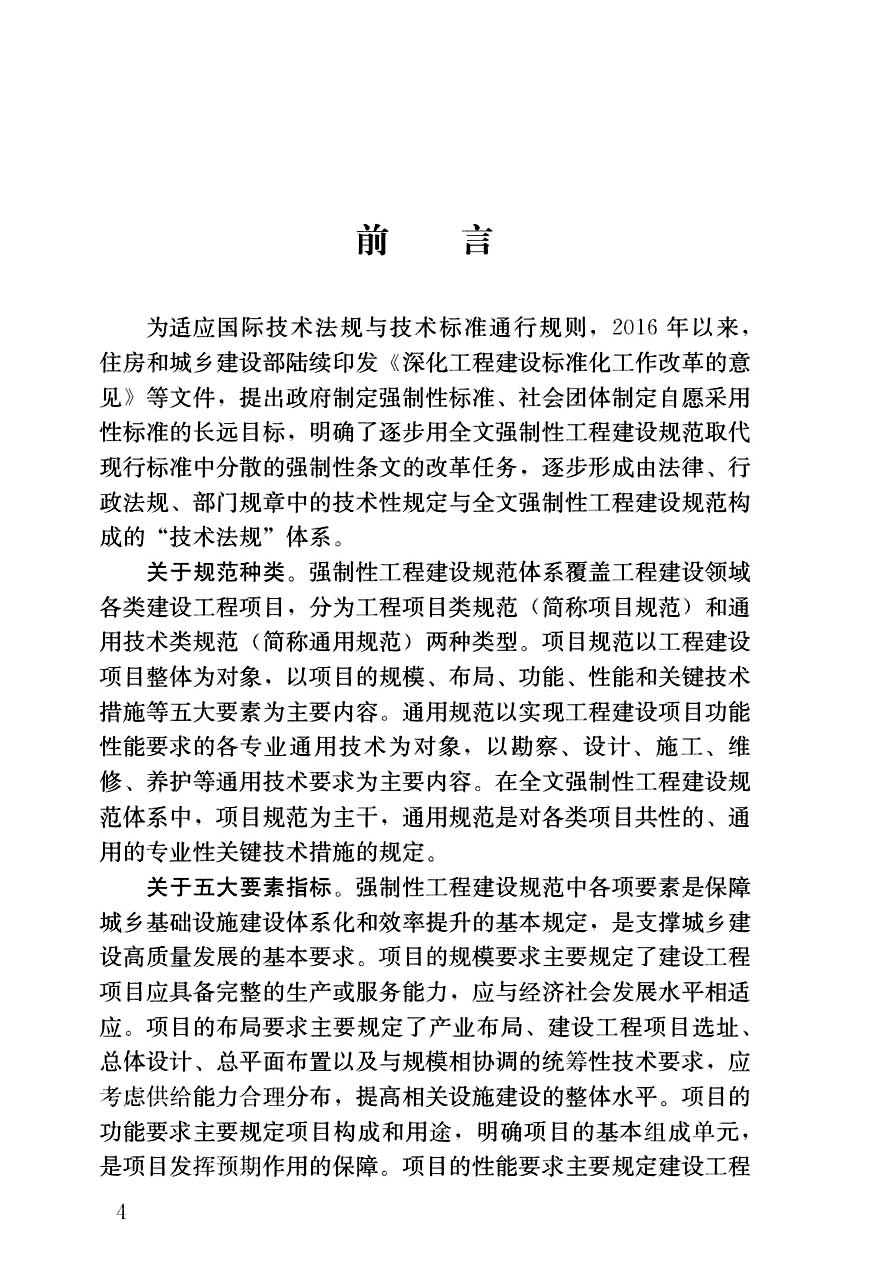 前 言
为适应国际技术法规与技术标准通行规则，2016 年以来，
住房和城乡建设部陆续印发《深化工程建设标准化工作改革的意
见》等文件，提出政府制定强制性标准、社会团体制定自愿采用
性标准的长远目标，明确了逐步用全文强制性工程建设规范取代
现行标准中分散的强制性条文的改革任务，逐步形成由法律、行
政法规、部门规章中的技术性规定与全文强制性工程建设规范构
成的“技术法规”体系。
关于规范种类。强制性工程建设规范体系覆盖工程建设领域
各类建设工程项目，分为工程项目类规范（简称项目规范）和通
用技术类规范（简称通用规范）两种类型。项目规范以工程建设
项目整体为对象，以项目的规模、布局、功能、性能和关键技术
措施等五大要素为主要内容。通用规范以实现工程建设项目功能
性能要求的各专业通用技术为对象，以勘察、设计、施工、维
修、养护等通用技术要求为主要内容。在全文强制性工程建设规
范体系中，项目规范为主干，通用规范是对各类项目共性的、通
用的专业性关键技术措施的规定。
关于五大要素指标。强制性工程建设规范中各项要素是保障
城乡基础设施建设体系化和效率提升的基本规定，是支撑城乡建
设高质量发展的基本要求。项目的规模要求主要规定了建设工程
项目应具备完整的生产或服务能力，应与经济社会发展水平相适
应。项目的布局要求主要规定了产业布局、建设工程项目选址、
总体设计、总平面布置以及与规模相协调的统筹性技术要求，应
考虑供给能力合理分布，提高相关设施建设的整体水平。项目的
功能要求主要规定项目构成和用途，明确项目的基本组成单元，
是项目发挥预期作用的保障。项目的性能要求主要规定建设工程
4